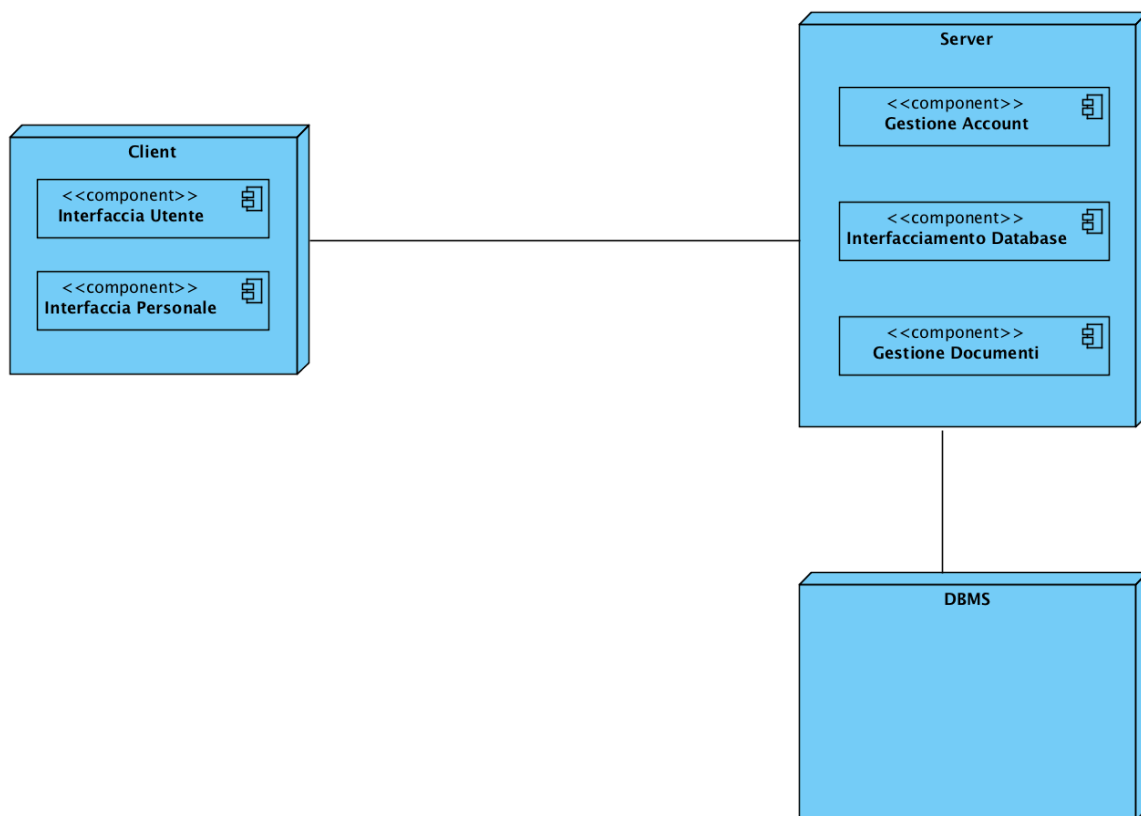 Client
<<component>>
Interfaccia Utente
<<component>>
Interfaccia Personale
Server
<<component>>
Gestione Account
<<component>>
Interfacciamento Database
<<component>>
Gestione Documenti
DBMS